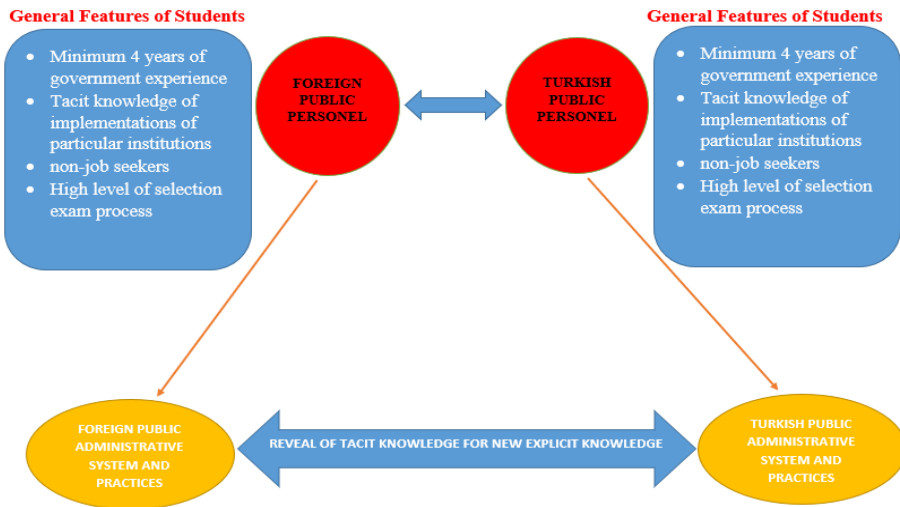 General Features of Students
• Minimum 4 years of
government experience
• Tacit knowledge of
implementations of
particular institutions
• non-job seekers
• High level of selection
exam process
FOREIGN
PUBLIC
PERSONEL
TURKISH
PUBLIC
PERSONEL
General Features of Students
• Minimum 4 years of
government experience
• Tacit knowledge of
implementations of
particular institutions
• non-job seekers
• High level of selection
exam process
FOREIGN PUBLIC
ADMINISTRATIVE
SYSTEM AND
PRACTICES
REVEAL OF TACIT KNOWLEDGE FOR NEW EXPLICIT KNOWLEDGE
TURKISH PUBLIC
ADMINISTRATIVE
SYSTEM AND
PRACTICES